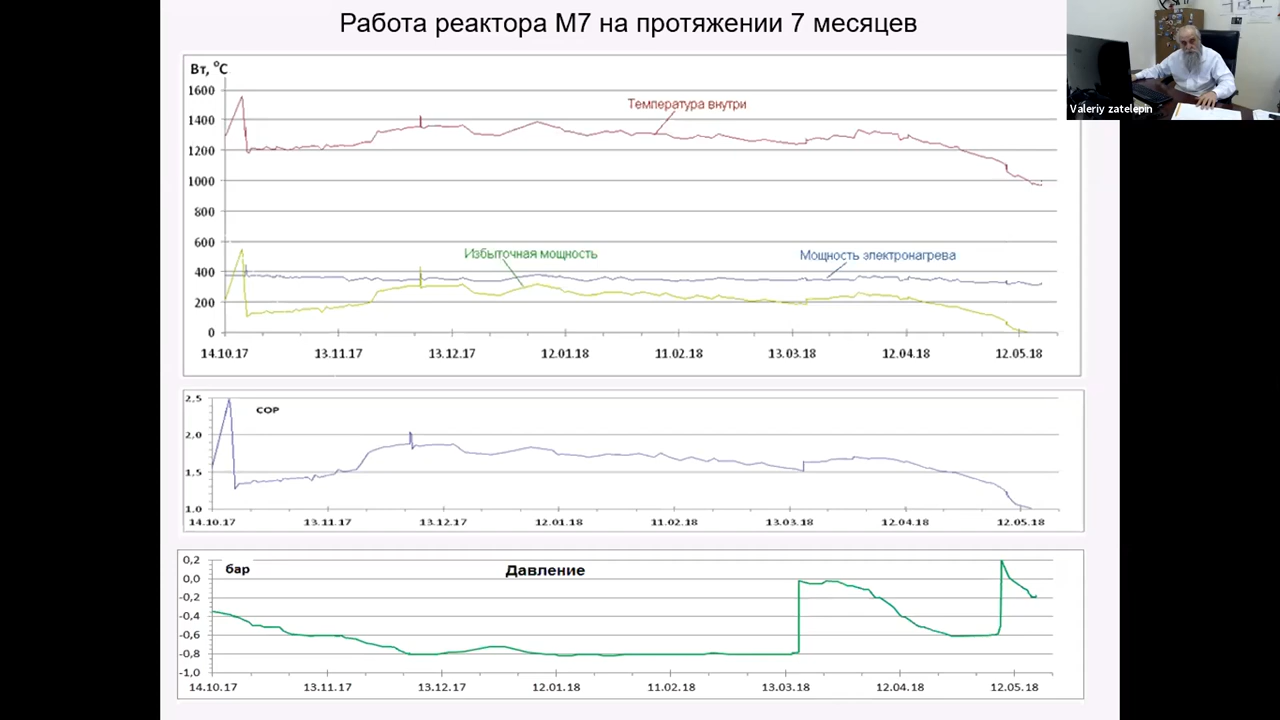 Работа реактора М7 на протяжении 7 месяцев
Valeriy zatelepin
Вт, °С
1600
1400
1200
1000
800
600
400
200
0
Температура внутри
Избыточная мощность
Мощность электронагрева
14.10.17 13.11.17 13.12.17 12.01.18 11.02.18 13.03.18 12.04.18 12.05.18
COP
2,5
2.0
1.5
1.0
14.10.17 13.11.17 13.12.17 12.01.18 11.02.18 13.03.18 12.04.18 12.05.18
бар
Давление
0,2
0,0
-0,2
-0,4
-0,6
-0,8
-1,0
14.10.17 13.11.17 13.12.17 12.01.18 11.02.18 13.03.18 12.04.18 12.05.18